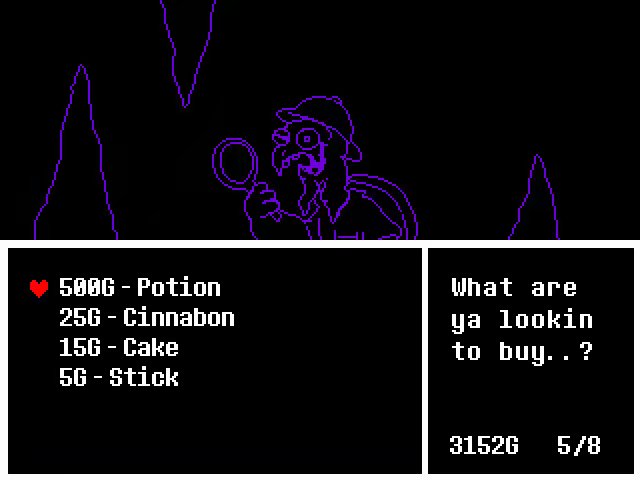 500G - Potion
25G - Cinnabon
15G - Cake
5G - Stick
What are
ya lookin
to buy..?
3152G 5/8